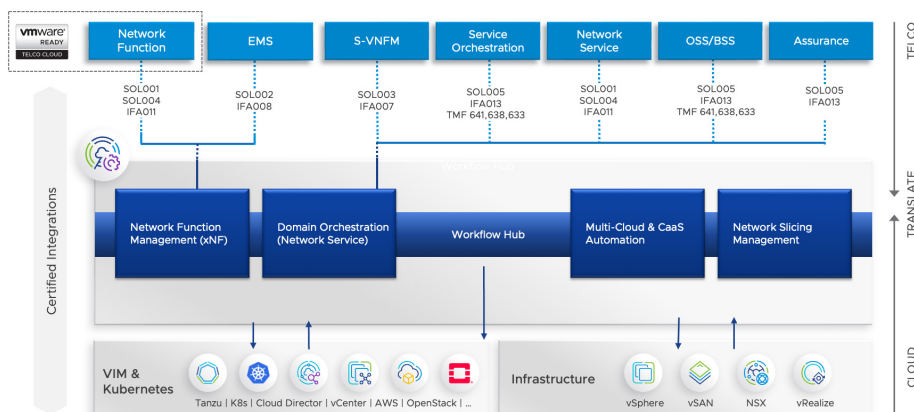 vmware®
READY
TELCO CLOUD
Network
Function
EMS
S-VNFM
Service
Orchestration
Network
Service
OSS/BSS
Assurance
TELCO
SOL001
SOL004
IFA011
SOL002
IFA008
SOL003
IFA007
SOL005
IFA013
TMF 641,638,633
SOL001
SOL004
IFA011
SOL005
IFA013
TMF 641,638,633
SOL005
IFA013
Certified Integrations
TRANSLATE
Network Function
Management (xNF)
Domain Orchestration
(Network Service)
Workflow Hub
Multi-Cloud & CaaS
Automation
Network Slicing
Management
CLOUD
VIM &
Kubernetes
Tanzu | K8s | Cloud Director | vCenter | AWS | OpenStack | ...
Infrastructure
vSphere
vSAN
NSX
vRealize